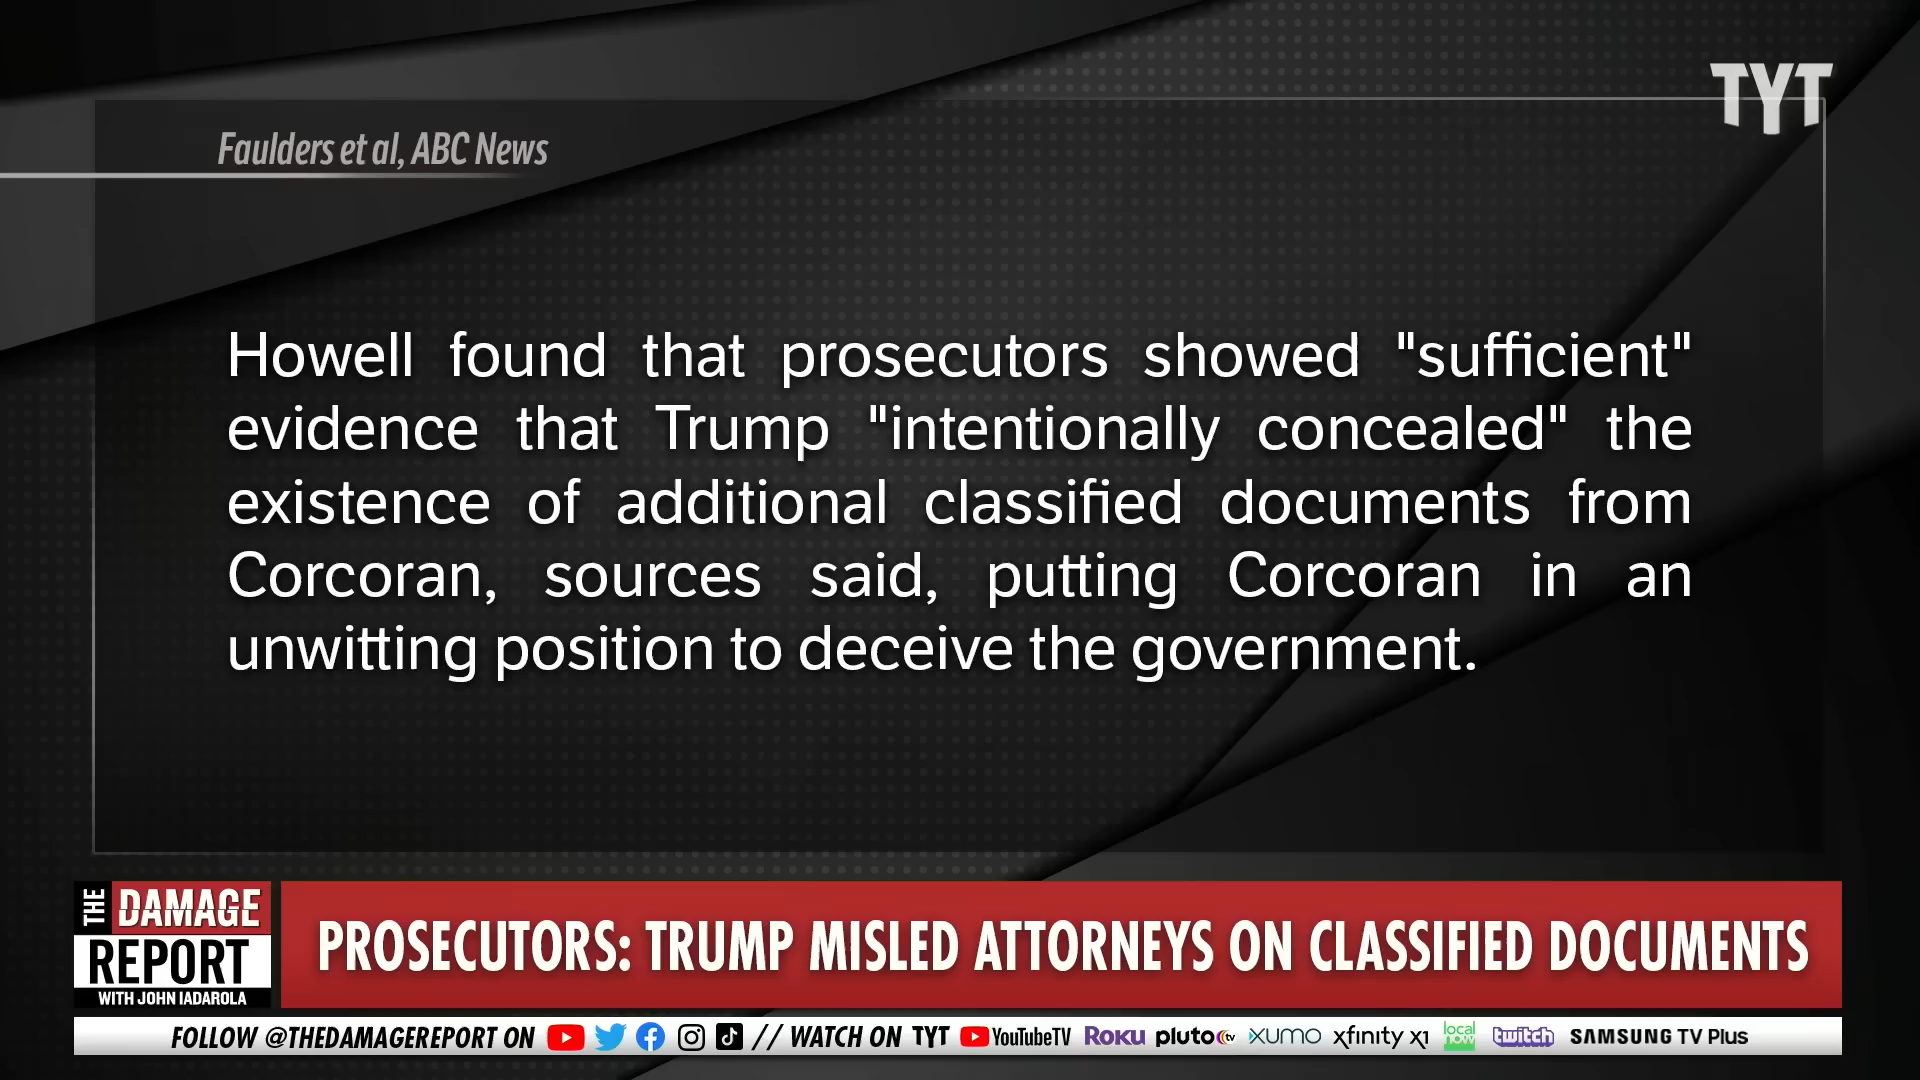 TYT
Faulders et al, ABC News
Howell found that prosecutors showed "sufficient"
evidence that Trump "intentionally concealed" the
existence of additional classified documents from
Corcoran, sources said, putting Corcoran in an
unwitting position to deceive the government.
THE DAMAGE
REPORT
WITH JOHN IADAROLA
PROSECUTORS: TRUMP MISLED ATTORNEYS ON CLASSIFIED DOCUMENTS
FOLLOW @THEDAMAGEREPORT ON // WATCH ON TYT YouTubeTV ROKU pluto tv xumo xfinity x1 local now twitch SAMSUNG TV Plus